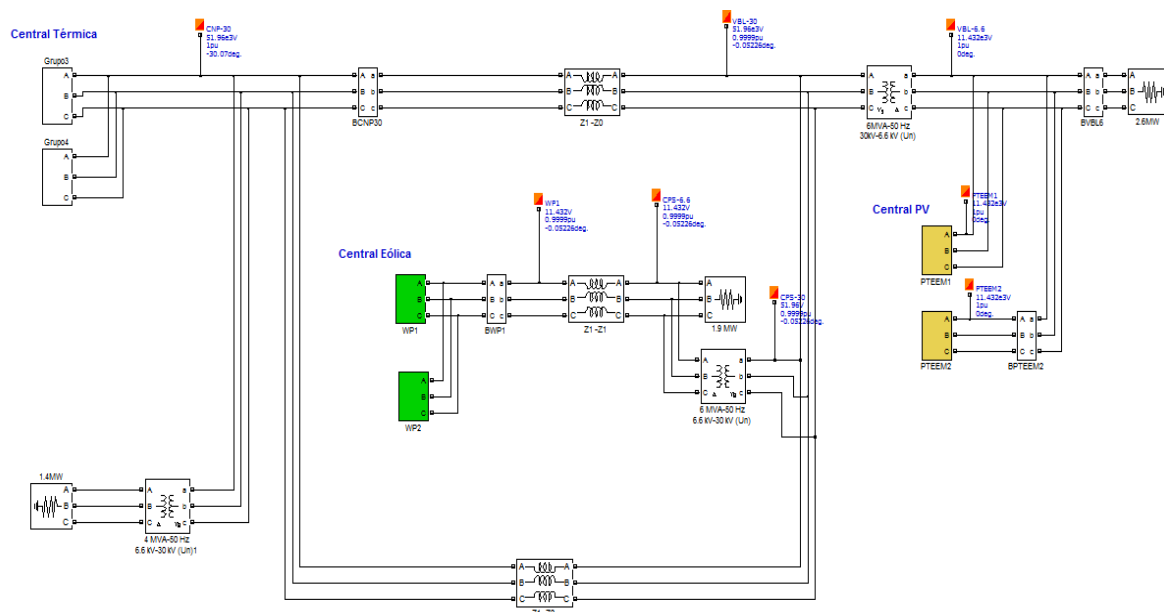 Central Térmica
CNP-30
51.96e3V
1pu
-30.07deg.
VBL-30
51.96e3V
0.9999pu
-0.05226deg.
VBL-6.6
11.432e3V
1pu
0deg.
Grupo3
A
B
C
A a
B b
C c
BCNP30
A A
B B
C C
Z1 -Z0
A a
B b
C Yg Δ c
6MVA-50 Hz
30kV-6.6 kV (Un)
A a
B b
C c
BVBL6
A
B
C
2.6MW
Grupo4
A
B
C
Central Eólica
WP1
11.432V
0.9999pu
-0.05226deg.
CPS-6.6
11.432V
0.9999pu
-0.05226deg.
Central PV
PTEEM1
11.432e3V
1pu
0deg.
A
B
C
PTEEM1
A
B
C
WP1
A a
B b
C c
BWP1
A A
B B
C C
Z1 -Z1
A
B
C
1.9 MW
CPS-30
51.96V
0.9999pu
-0.05226deg.
PTEEM2
11.432e3V
1pu
0deg.
A
B
C
PTEEM2
A a
B b
C c
BPTEEM2
A
B
C
WP2
A a
B b
C Δ Yg c
6 MVA-50 Hz
6.6 kV-30 kV (Un)
1.4MW
A
B
C
A a
B b
C Δ Yg c
4 MVA-50 Hz
6.6 kV-30 kV (Un)1
A A
B B
C C